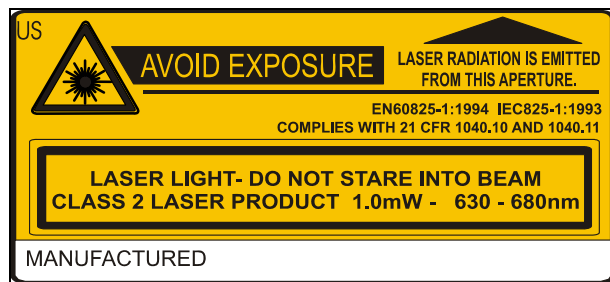 US
AVOID EXPOSURE
LASER RADIATION IS EMITTED
FROM THIS APERTURE.
EN60825-1:1994 IEC825-1:1993
COMPLIES WITH 21 CFR 1040.10 AND 1040.11
LASER LIGHT- DO NOT STARE INTO BEAM
CLASS 2 LASER PRODUCT 1.0mW - 630 - 680nm
MANUFACTURED